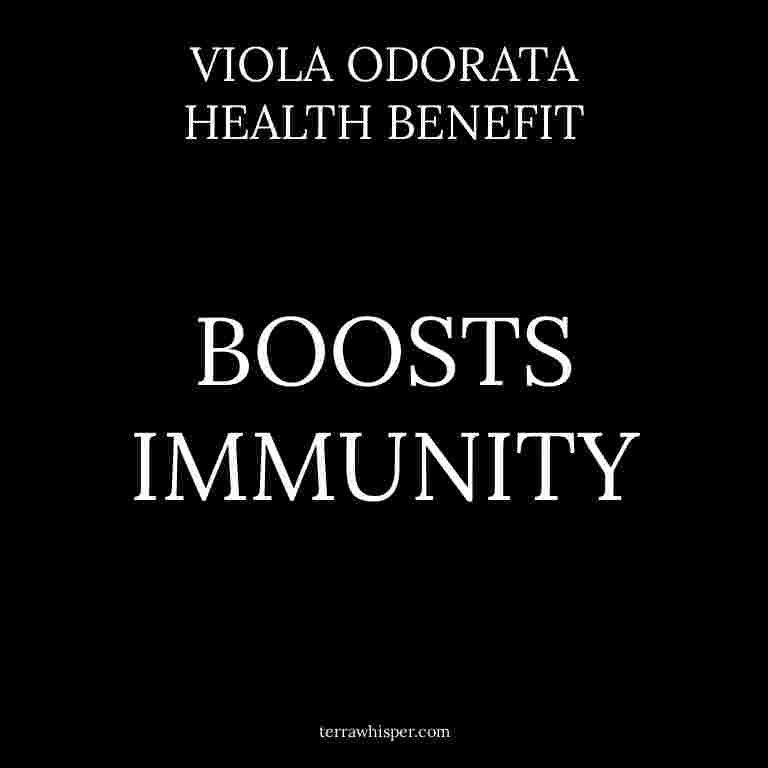 VIOLA ODORATA
HEALTH BENEFIT
BOOSTS
IMMUNITY
terrawhisper.com